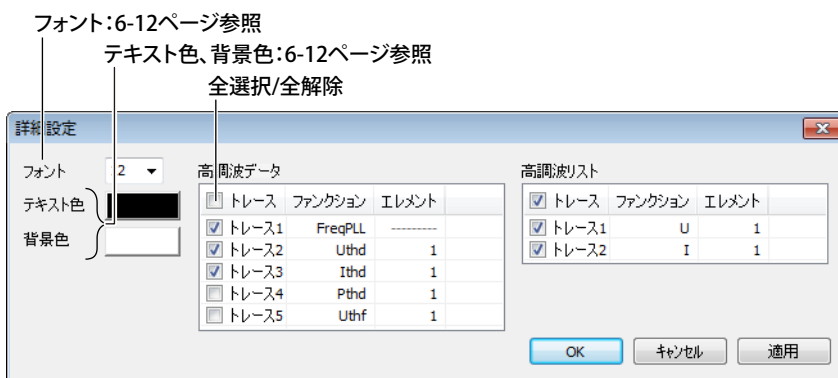 フォント：6-12ページ参照
テキスト色、背景色：6-12ページ参照
全選択/全解除
詳細設定
フォント 12
テキスト色
背景色
高調波データ
トレース ファンクション エレメント
トレース1 FreqPLL ---------
トレース2 Uthd 1
トレース3 Ithd 1
トレース4 Pthd 1
トレース5 Uthf 1
高調波リスト
トレース ファンクション エレメント
トレース1 U 1
トレース2 I 1
OK キャンセル 適用